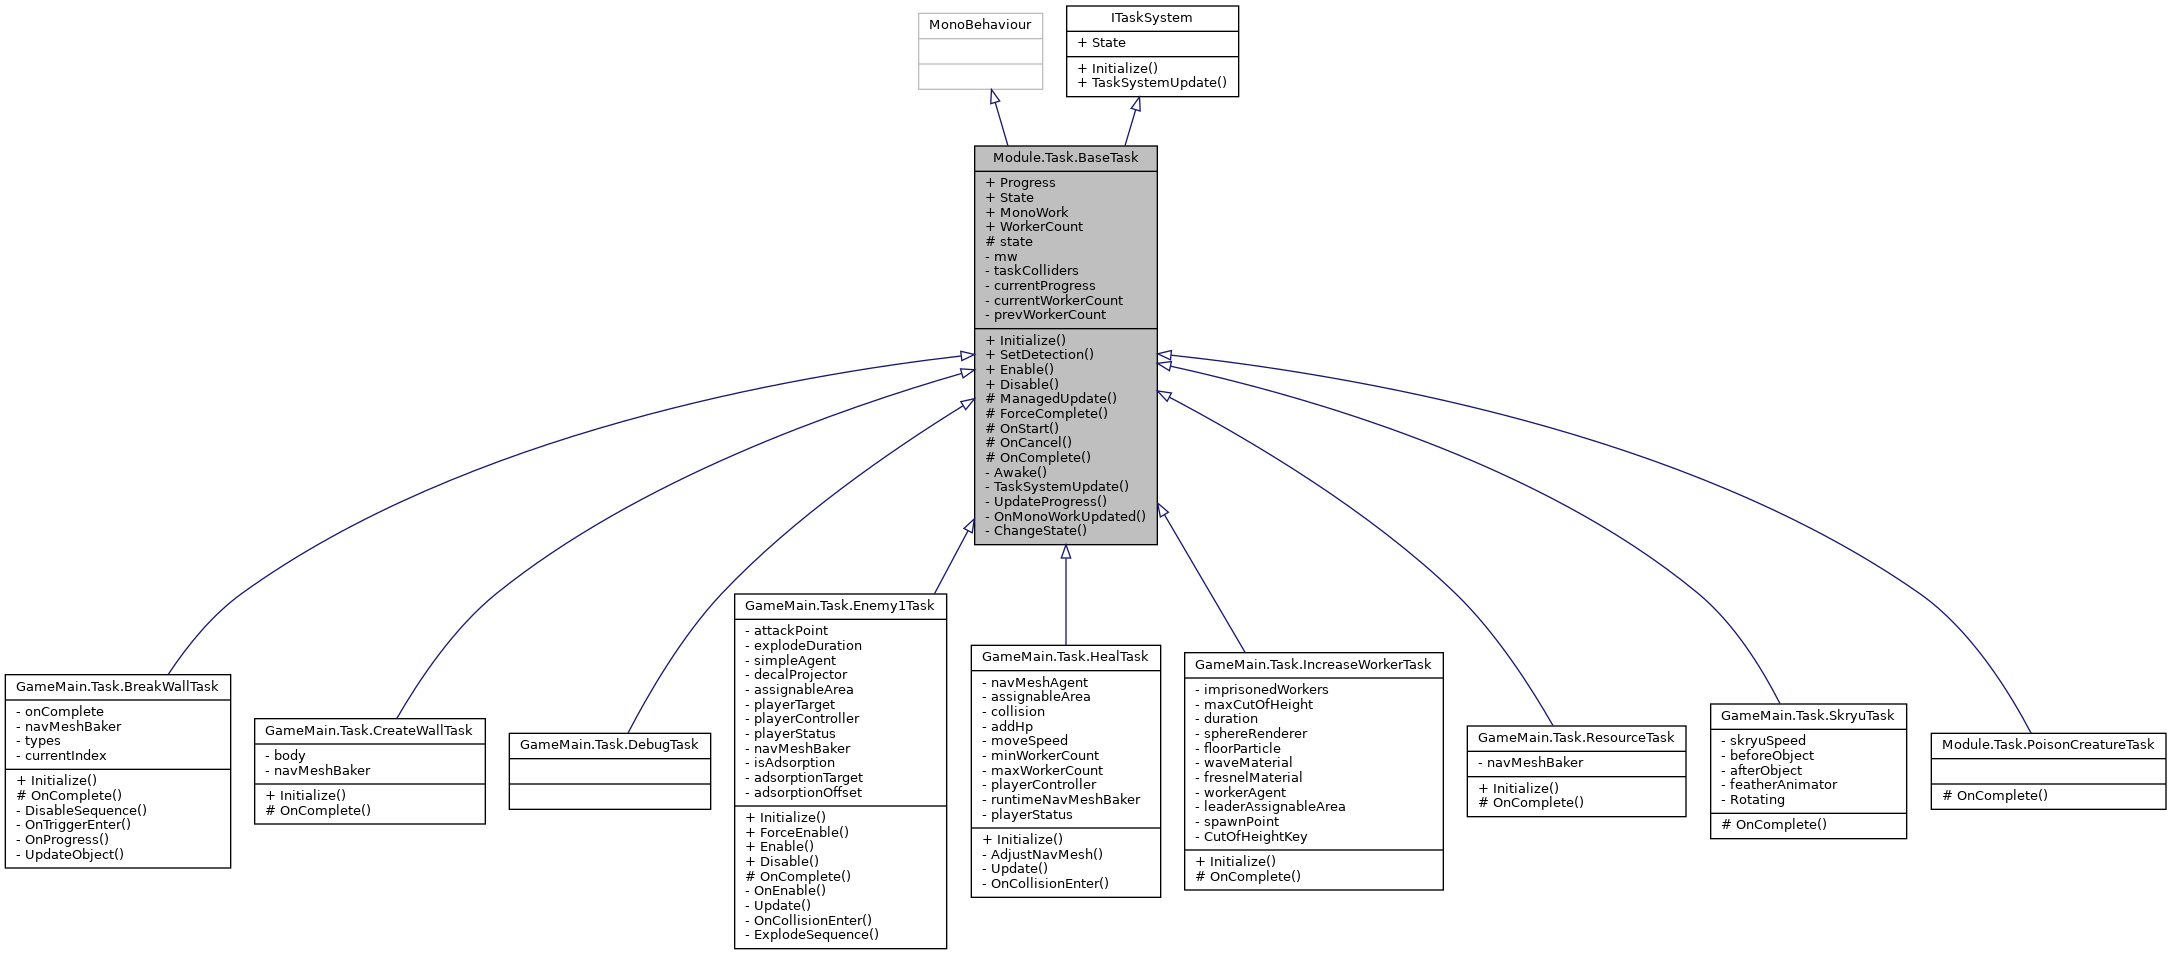 MonoBehaviour
ITaskSystem
+ State
+ Initialize()
+ TaskSystemUpdate()
Module.Task.BaseTask
+ Progress
+ State
+ MonoWork
+ WorkerCount
# state
- mw
- taskColliders
- currentProgress
- currentWorkerCount
- prevWorkerCount
+ Initialize()
+ SetDetection()
+ Enable()
+ Disable()
# ManagedUpdate()
# ForceComplete()
# OnStart()
# OnCancel()
# OnComplete()
- Awake()
- TaskSystemUpdate()
- UpdateProgress()
- OnMonoWorkUpdated()
- ChangeState()
GameMain.Task.BreakWallTask
- onComplete
- navMeshBaker
- types
- currentIndex
+ Initialize()
# OnComplete()
- DisableSequence()
- OnTriggerEnter()
- OnProgress()
- UpdateObject()
GameMain.Task.CreateWallTask
- body
- navMeshBaker
+ Initialize()
# OnComplete()
GameMain.Task.DebugTask
GameMain.Task.Enemy1Task
- attackPoint
- explodeDuration
- simpleAgent
- decalProjector
- assignableArea
- playerTarget
- playerController
- playerStatus
- navMeshBaker
- isAdsorption
- adsorptionTarget
- adsorptionOffset
+ Initialize()
+ ForceEnable()
+ Enable()
+ Disable()
# OnComplete()
- OnEnable()
- Update()
- OnCollisionEnter()
- ExplodeSequence()
GameMain.Task.HealTask
- navMeshAgent
- assignableArea
- collision
- addHp
- moveSpeed
- minWorkerCount
- maxWorkerCount
- playerController
- runtimeNavMeshBaker
- playerStatus
+ Initialize()
- AdjustNavMesh()
- Update()
- OnCollisionEnter()
GameMain.Task.IncreaseWorkerTask
- imprisonedWorkers
- maxCutOfHeight
- duration
- sphereRenderer
- floorParticle
- waveMaterial
- fresnelMaterial
- workerAgent
- leaderAssignableArea
- spawnPoint
- CutOfHeightKey
+ Initialize()
# OnComplete()
GameMain.Task.ResourceTask
- navMeshBaker
+ Initialize()
# OnComplete()
GameMain.Task.SkryuTask
- skryuSpeed
- beforeObject
- afterObject
- featherAnimator
- Rotating
# OnComplete()
Module.Task.PoisonCreatureTask
# OnComplete()